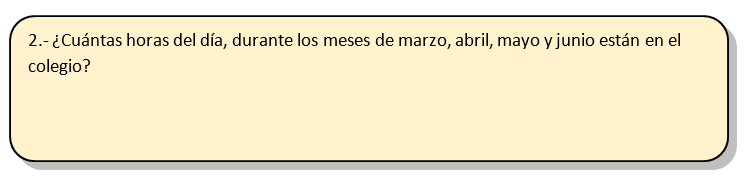 2.- ¿Cuántas horas del día, durante los meses de marzo, abril, mayo y junio están en el
colegio?